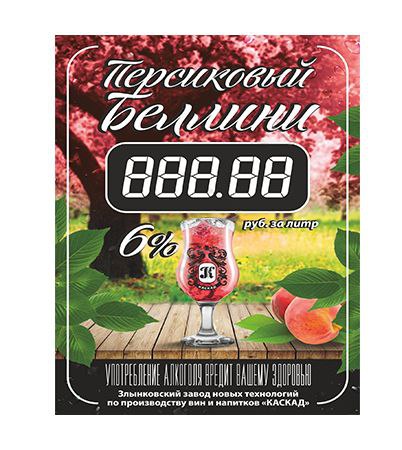 Персиковый
Беллини
888.88
руб. за литр
6%
К
КАСКАД
УПОТРЕБЛЕНИЕ АЛКОГОЛЯ ВРЕДИТ ВАШЕМУ ЗДОРОВЬЮ
Злынковский завод новых технологий
по производству вин и напитков «КАСКАД»